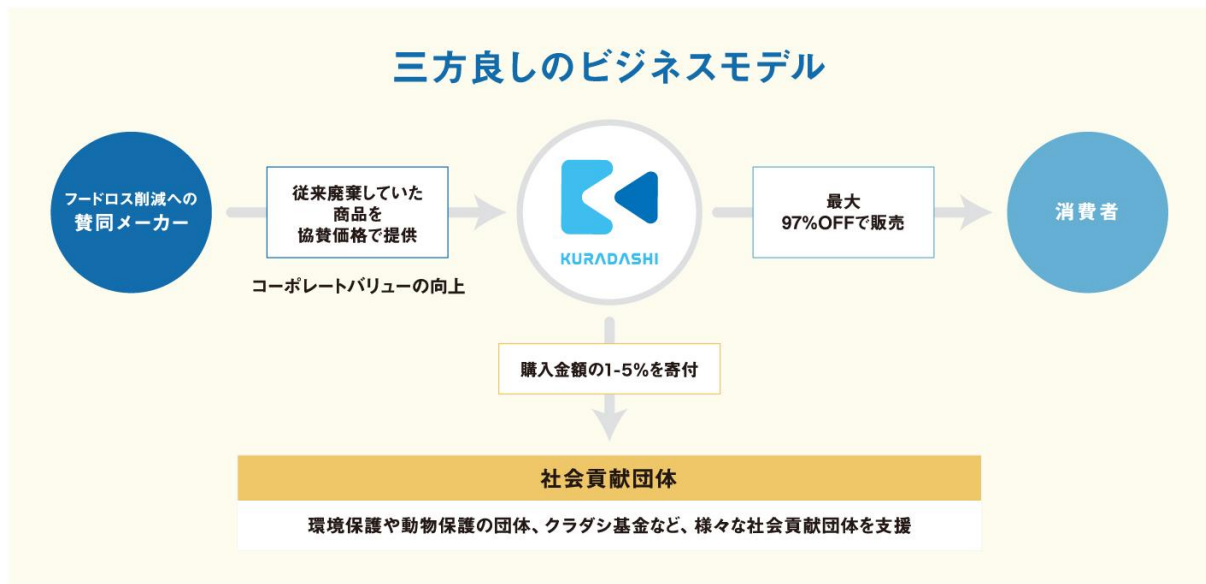 三方良しのビジネスモデル
フードロス削減への
賛同メーカー
従来廃棄していた
商品を
協賛価格で提供
コーポレートバリューの向上
KURADASHI
最大
97%OFFで販売
消費者
購入金額の1-5%を寄付
社会貢献団体
環境保護や動物保護の団体、クラダシ基金など、様々な社会貢献団体を支援